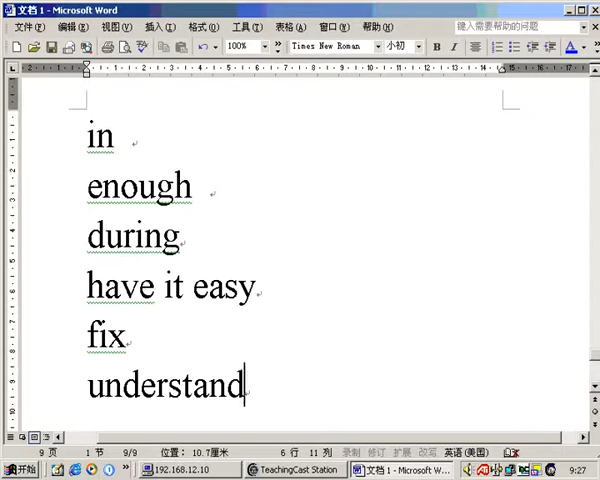 文档 1 - Microsoft Word
文件(F) 编辑(E) 视图(V) 插入(I) 格式(O) 工具(T) 表格(A) 窗口(W) 帮助(H) 键入需要帮助的问题
100% Times New Roman 小初 B I
in
enough
during
have it easy
fix
understand
9 页 1 节 9/9 位置: 10.7厘米 6 行 11 列 录制 修订 扩展 改写 英语(美国)
开始 192.168.12.10 TeachingCast Station 文档 1 - Microsoft W... 9:27